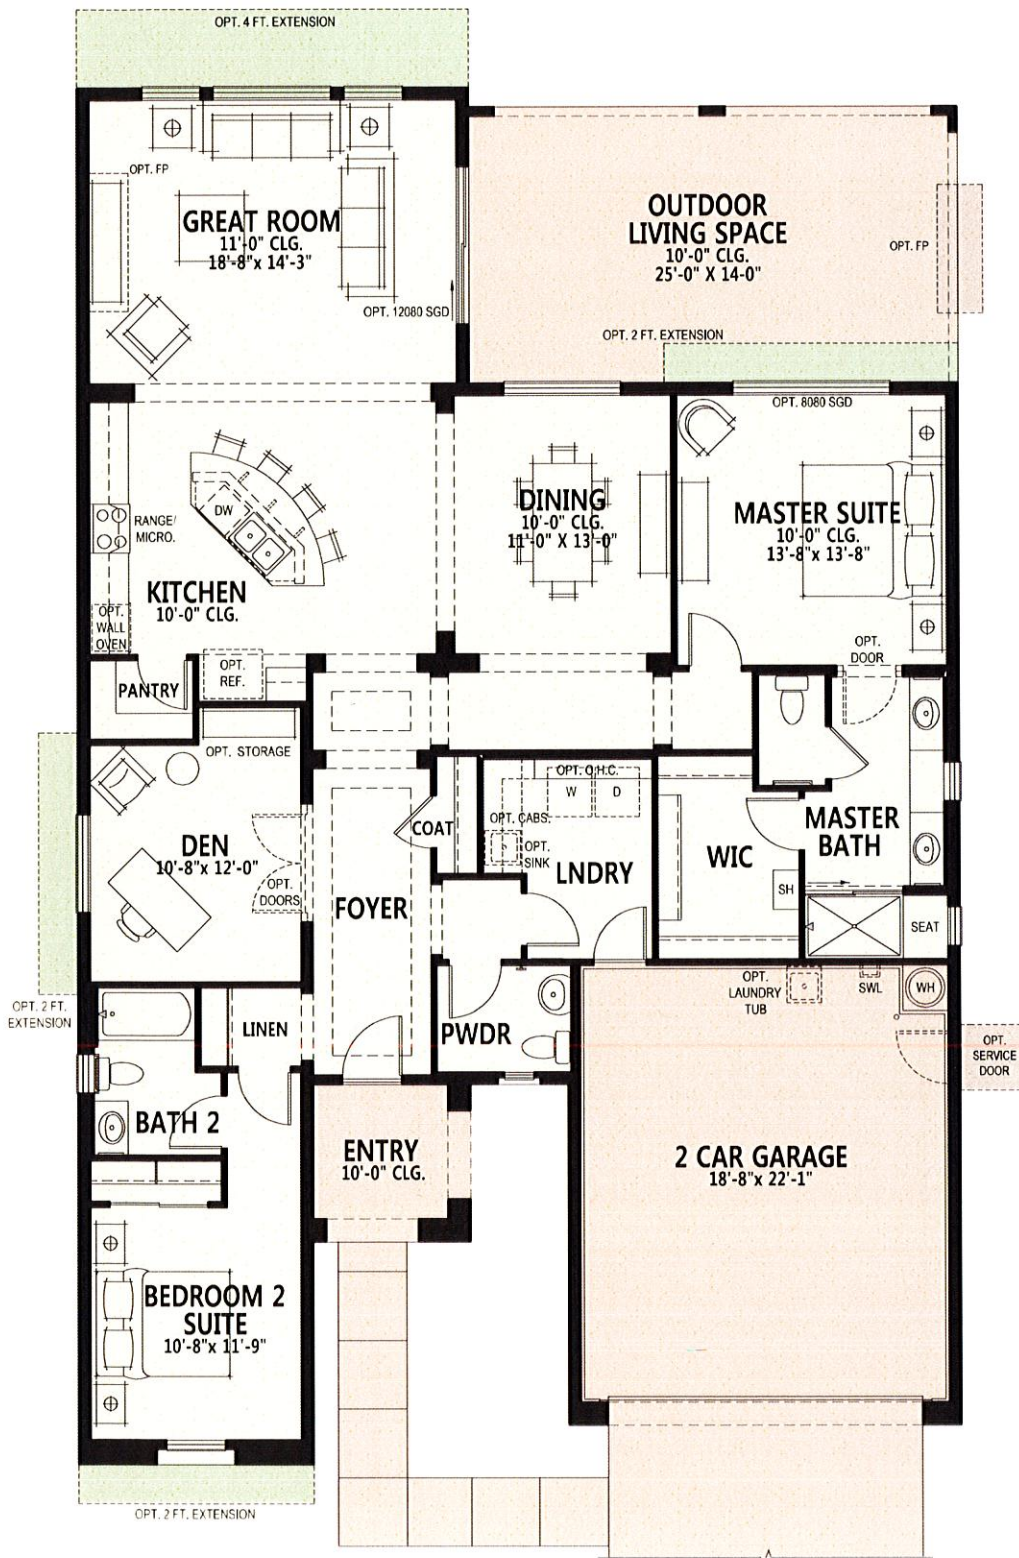 OPT. 4 FT. EXTENSION
OPT. FP
GREAT ROOM
11'-0" CLG.
18'-8"x 14'-3"
OPT. 12080 SGD
OUTDOOR
LIVING SPACE
10'-0" CLG.
25'-0" X 14-0"
OPT. FP
OPT. 2 FT. EXTENSION
OPT. 8080 SGD
DW
RANGE/
MICRO.
KITCHEN
10'-0" CLG.
OPT.
WALL
OVEN
DINING
10'-0" CLG.
11'-0" X 13'-0"
MASTER SUITE
10'-0" CLG.
13'-8"x 13'-8"
OPT.
DOOR
PANTRY
OPT.
REF.
OPT. STORAGE
DEN
10'-8"x 12'-0"
OPT.
DOORS
COAT
FOYER
OPT. O.H.C.
W
D
OPT. CABS.
OPT.
SINK
LNDRY
WIC
SH
MASTER
BATH
SEAT
OPT. 2 FT.
EXTENSION
LINEN
PWDR
OPT.
LAUNDRY
TUB
SWL
WH
OPT.
SERVICE
DOOR
BATH 2
ENTRY
10'-0" CLG.
2 CAR GARAGE
18'-8"x 22'-1"
BEDROOM 2
SUITE
10'-8"x 11'-9"
OPT. 2 FT. EXTENSION